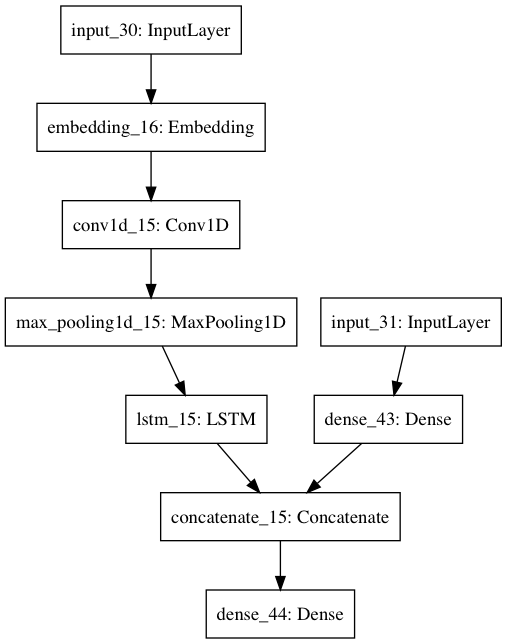 input_30: InputLayer
embedding_16: Embedding
conv1d_15: Conv1D
max_pooling1d_15: MaxPooling1D
input_31: InputLayer
lstm_15: LSTM
dense_43: Dense
concatenate_15: Concatenate
dense_44: Dense